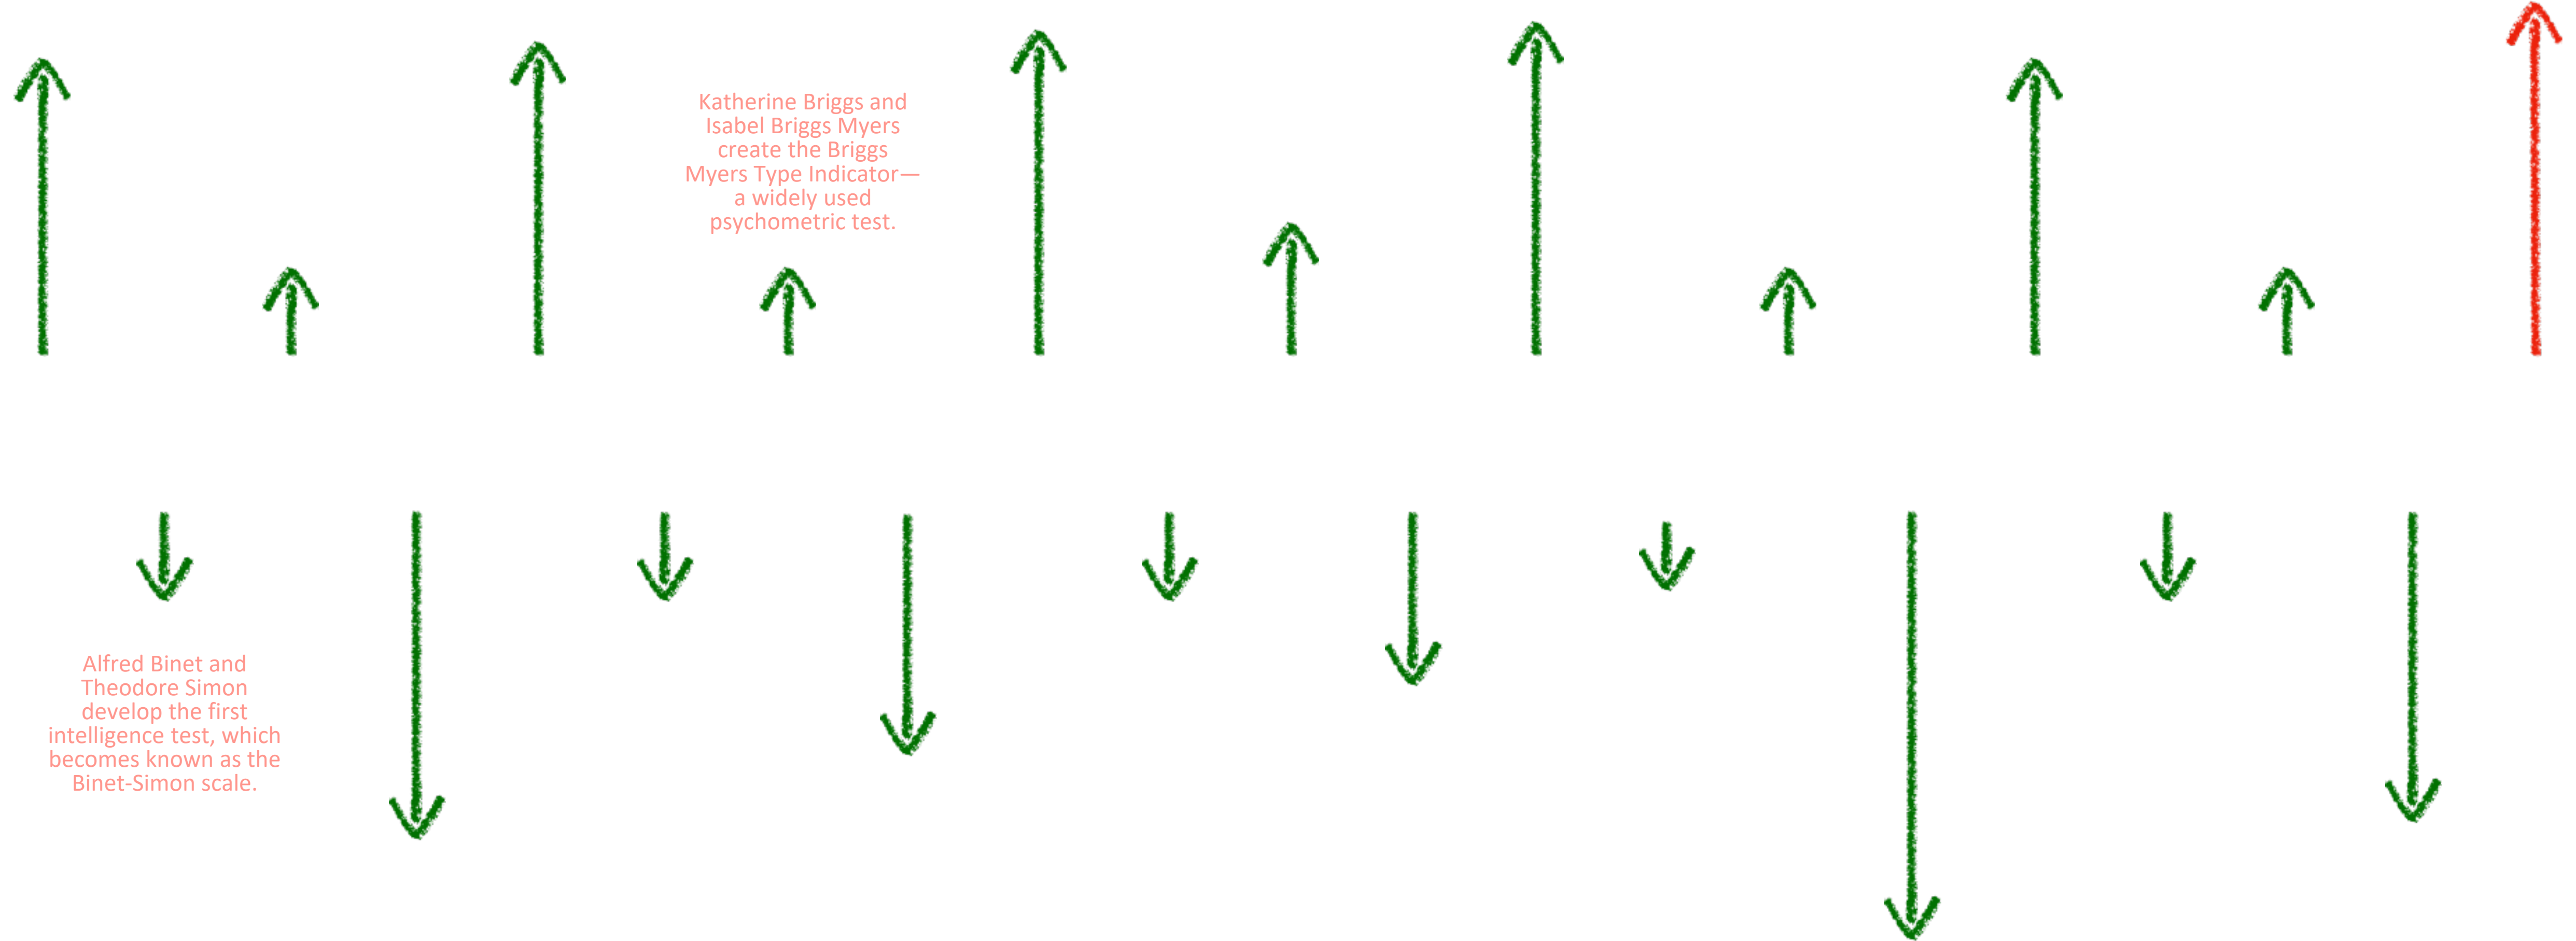 Katherine Briggs and
Isabel Briggs Myers
create the Briggs
Myers Type Indicator—
a widely used
psychometric test.
Alfred Binet and
Theodore Simon
develop the first
intelligence test, which
becomes known as the
Binet-Simon scale.